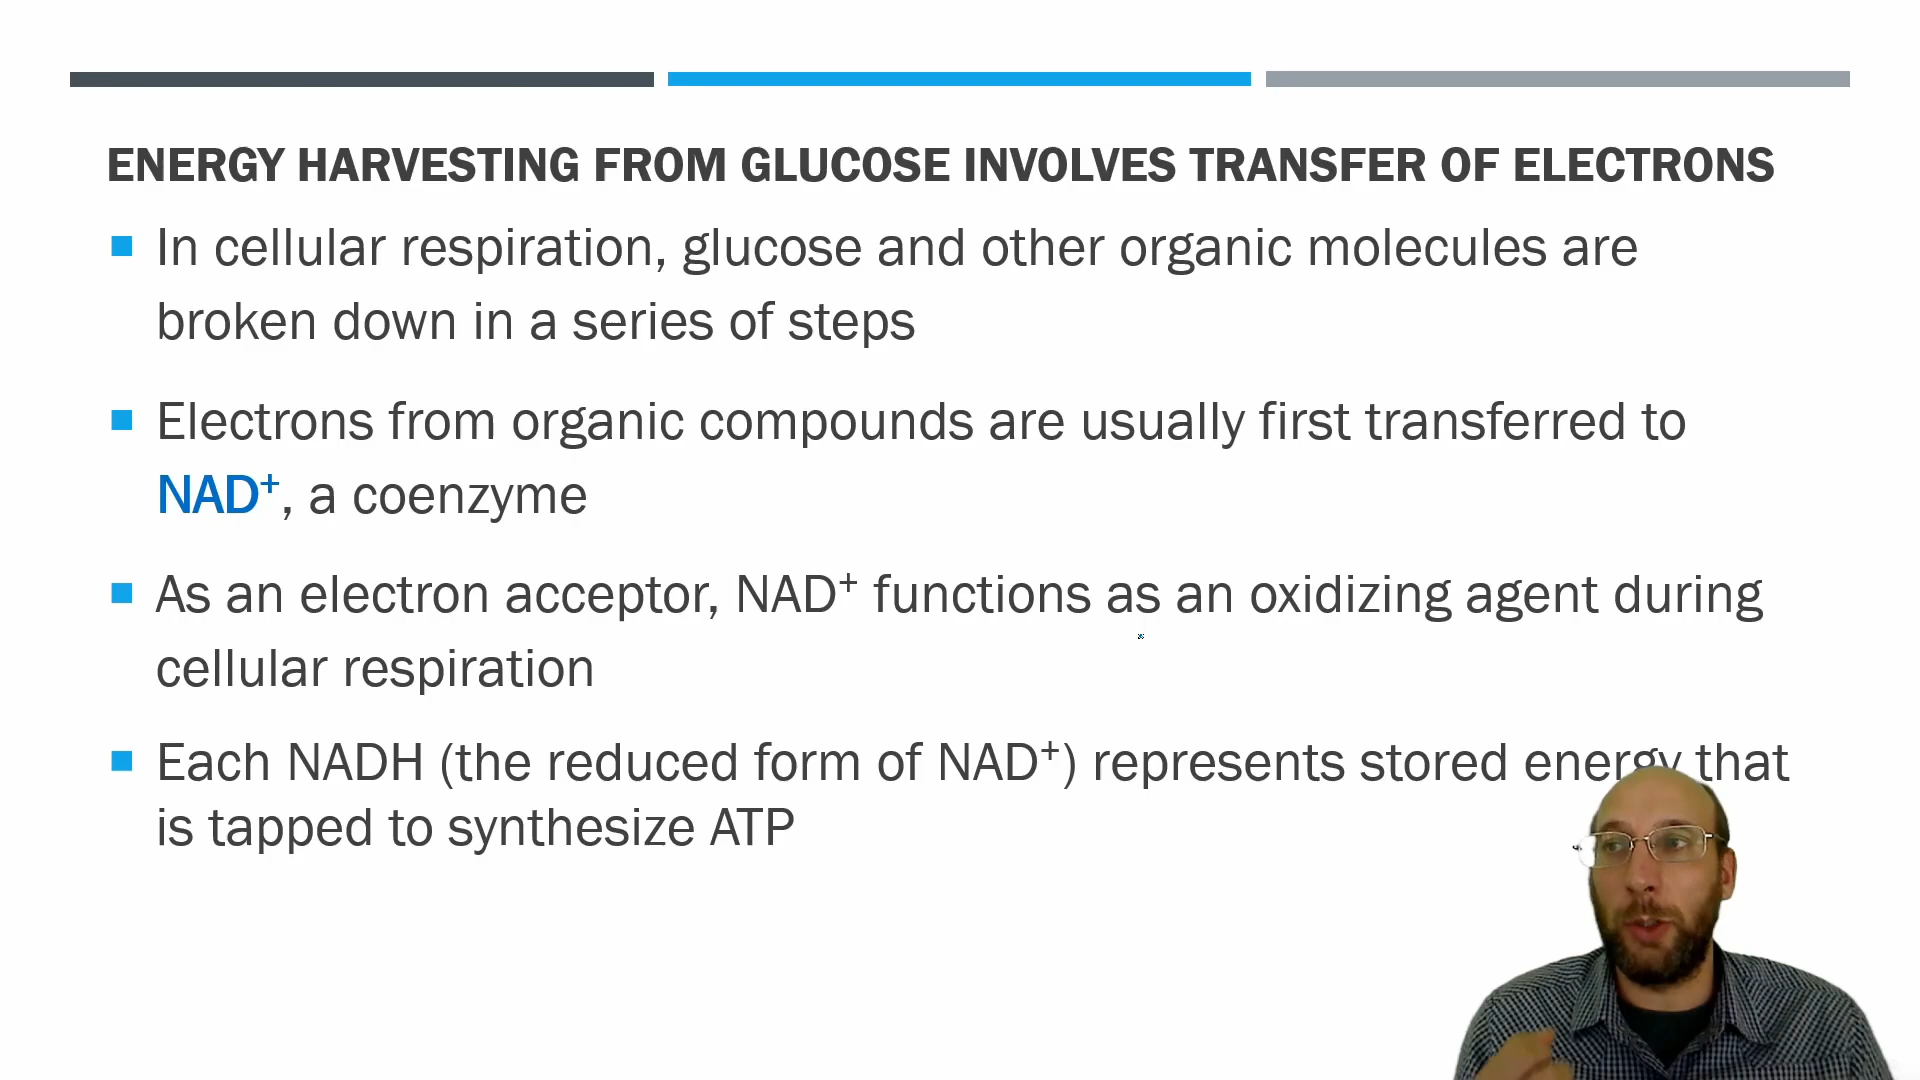 ENERGY HARVESTING FROM GLUCOSE INVOLVES TRANSFER OF ELECTRONS
In cellular respiration, glucose and other organic molecules are
broken down in a series of steps
Electrons from organic compounds are usually first transferred to
NAD⁺, a coenzyme
As an electron acceptor, NAD⁺ functions as an oxidizing agent during
cellular respiration
Each NADH (the reduced form of NAD⁺) represents stored energy that
is tapped to synthesize ATP